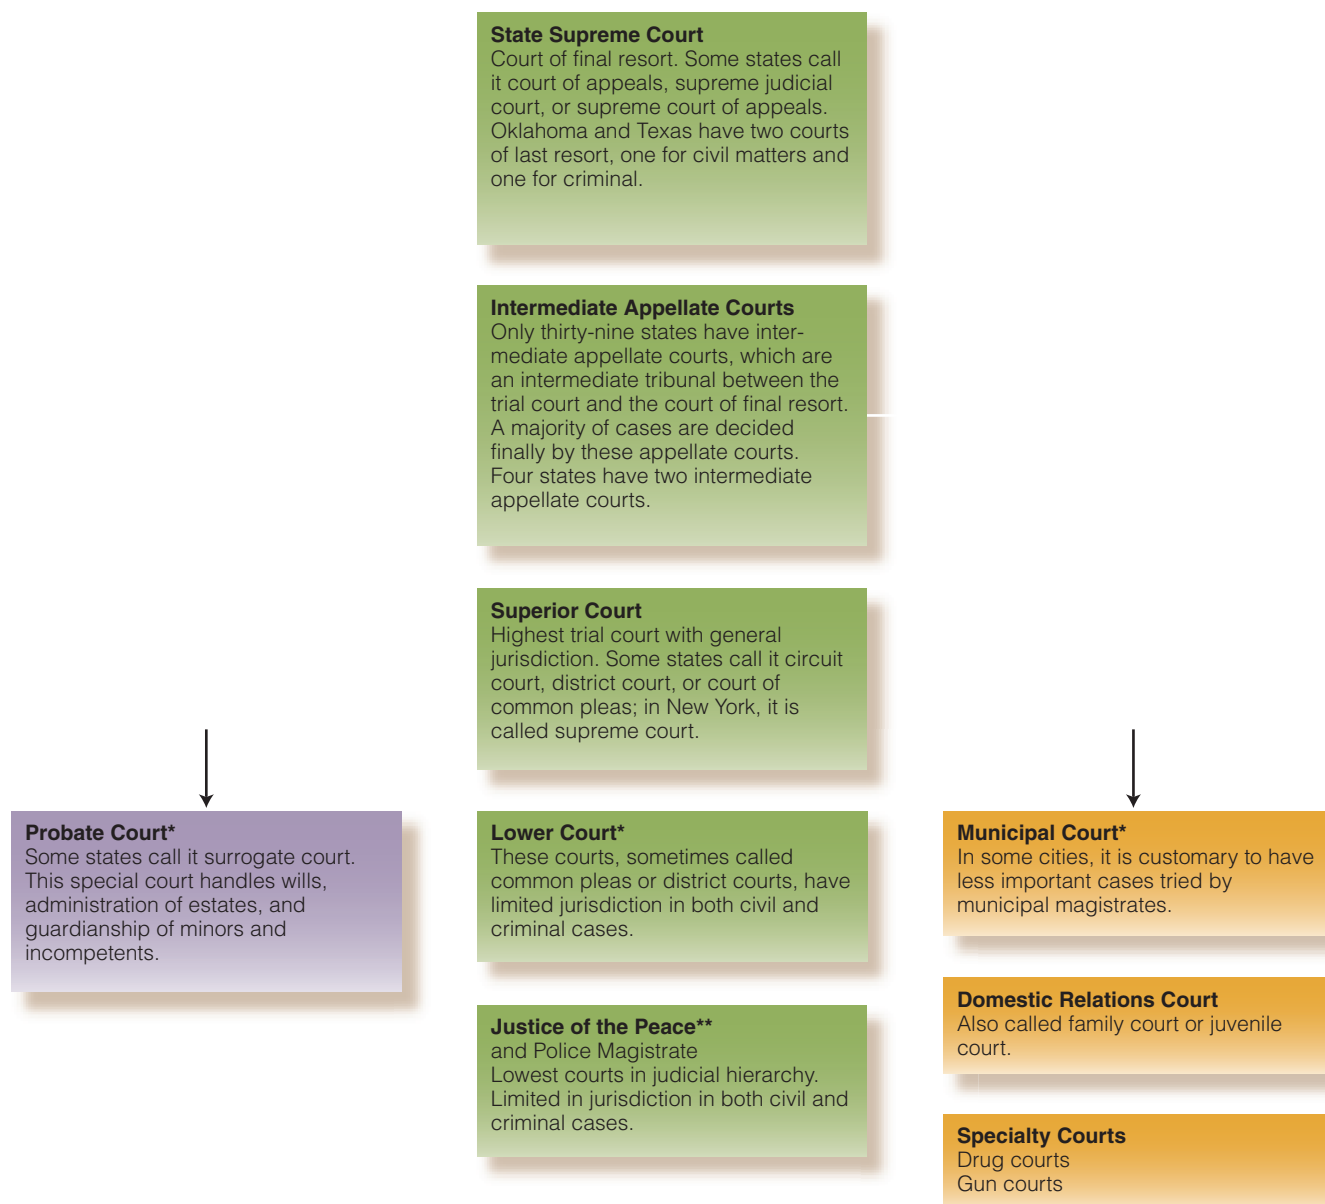 State Supreme Court
Court of final resort. Some states call
it court of appeals, supreme judicial
court, or supreme court of appeals.
Oklahoma and Texas have two courts
of last resort, one for civil matters and
one for criminal.
Intermediate Appellate Courts
Only thirty-nine states have inter-
mediate appellate courts, which are
an intermediate tribunal between the
trial court and the court of final resort.
A majority of cases are decided
finally by these appellate courts.
Four states have two intermediate
appellate courts.
Superior Court
Highest trial court with general
jurisdiction. Some states call it circuit
court, district court, or court of
common pleas; in New York, it is
called supreme court.
Probate Court*
Some states call it surrogate court.
This special court handles wills,
administration of estates, and
guardianship of minors and
incompetents.
Lower Court*
These courts, sometimes called
common pleas or district courts, have
limited jurisdiction in both civil and
criminal cases.
Justice of the Peace**
and Police Magistrate
Lowest courts in judicial hierarchy.
Limited in jurisdiction in both civil and
criminal cases.
Municipal Court*
In some cities, it is customary to have
less important cases tried by
municipal magistrates.
Domestic Relations Court
Also called family court or juvenile
court.
Specialty Courts
Drug courts
Gun courts